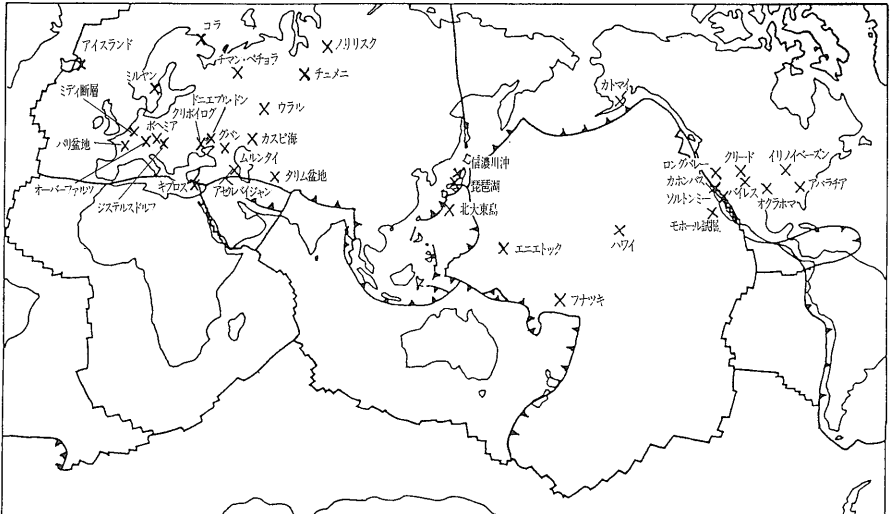 コラ
ノリリスク
アイスランド
チマン・ペチョラ
チュメニ
ミルヤン
カトマイ
ミディ断層
ドニエプルドン
クリボイログ
ウラル
ボヘミア
クバン
カスピ海
パリ盆地
ムルンタイ
信濃川沖
ロングバレー
クリード
イリノイベーズン
オーバーファルツ
キプロス
アゼルバイジャン
タリム盆地
琵琶湖
カホンパス
バイレス
アパラチア
ジステルスドルフ
北大東島
ソルトンシー
オクラホマ
モホール試掘
エニエトック
ハワイ
フナツキ